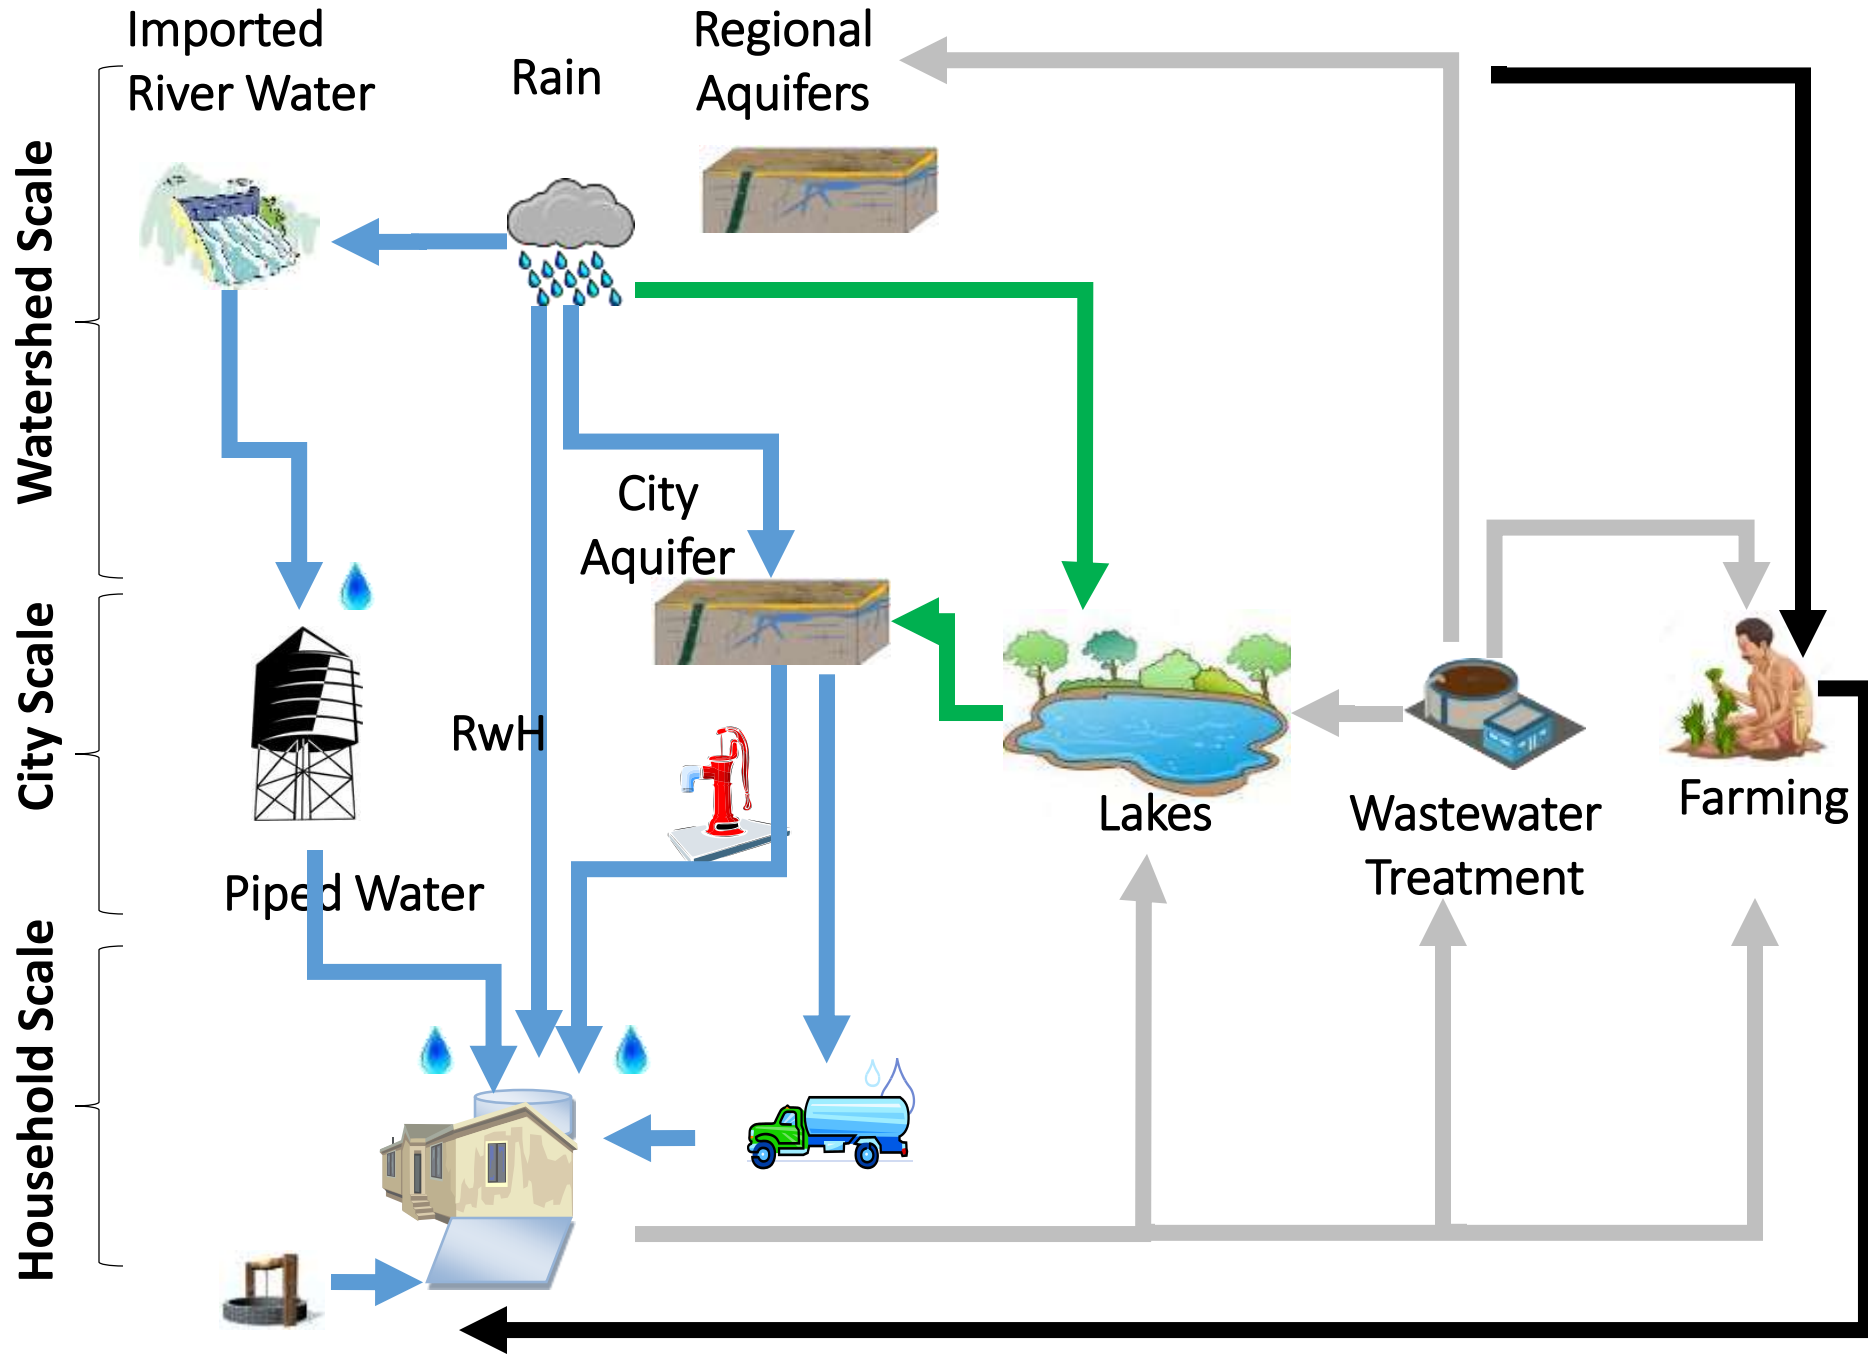 Imported
River Water
Rain
Regional
Aquifers
Watershed Scale
City
Aquifer
City Scale
RwH
Lakes
Wastewater
Treatment
Farming
Piped Water
Household Scale